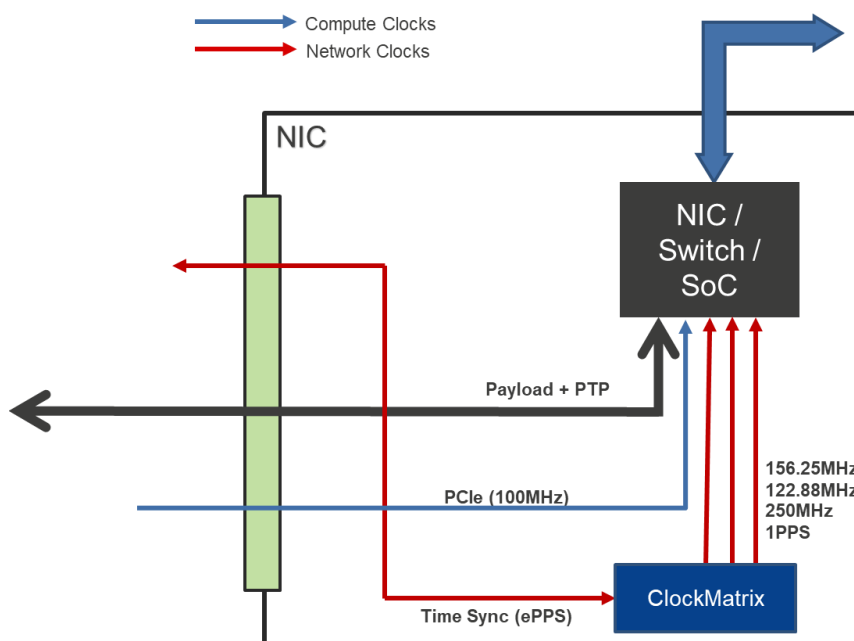 Compute Clocks
Network Clocks
NIC
NIC /
Switch /
SoC
Payload + PTP
PCIe (100MHz)
156.25MHz
122.88MHz
250MHz
1PPS
Time Sync (ePPS)
ClockMatrix